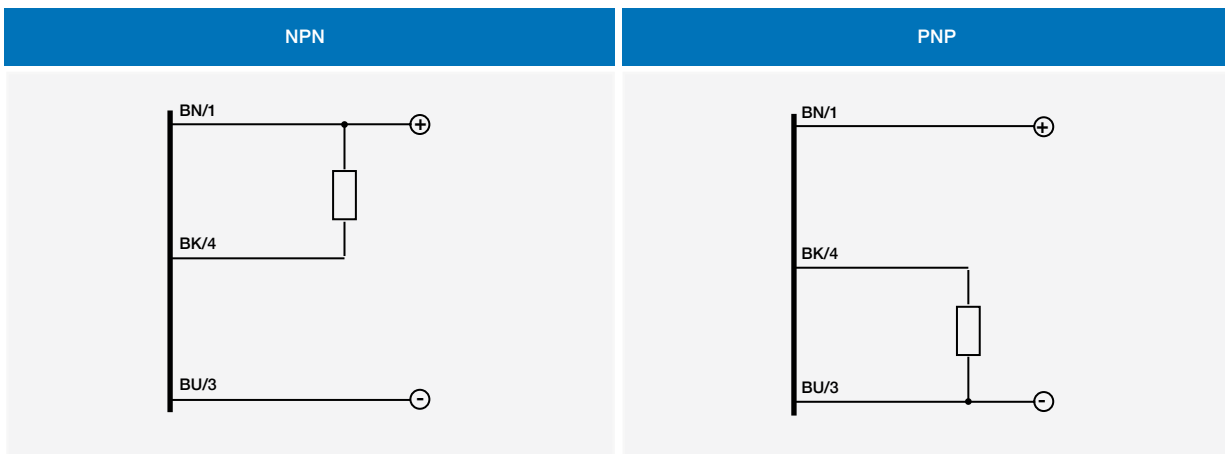 NPN
BN/1
+
BK/4
BU/3
-
PNP
BN/1
+
BK/4
BU/3
-